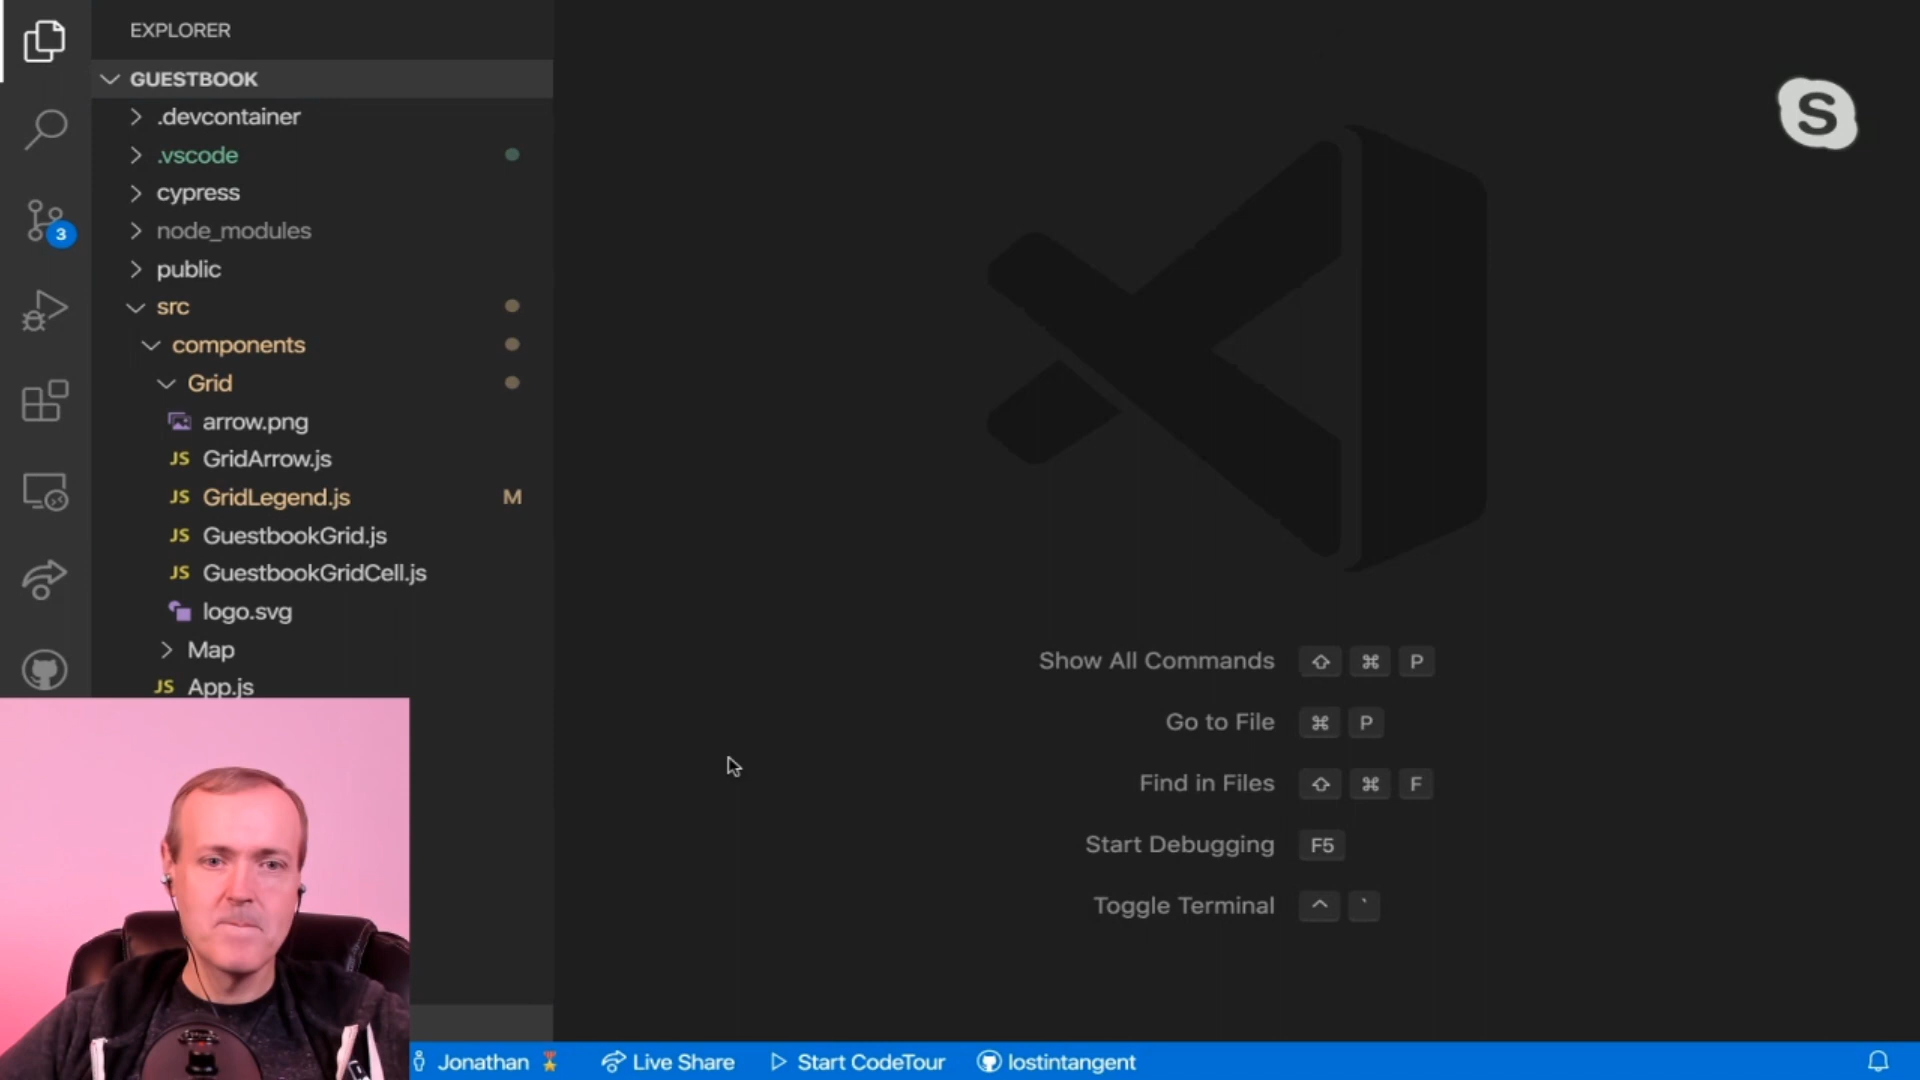 EXPLORER
GUESTBOOK
.devcontainer
.vscode
cypress
3
node_modules
public
src
components
Grid
arrow.png
JS GridArrow.js
JS GridLegend.js M
JS GuestbookGrid.js
JS GuestbookGridCell.js
logo.svg
Map
JS App.js
S
Show All Commands ⇧ ⌘ P
Go to File ⌘ P
Find in Files ⇧ ⌘ F
Start Debugging F5
Toggle Terminal ^ `
Jonathan Live Share Start CodeTour lostintangent